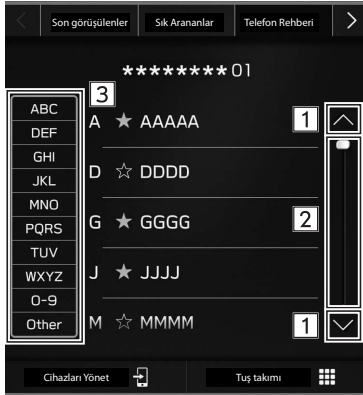 Son görüşülenler Sık Arananlar Telefon Rehberi
********01
3
ABC
DEF
GHI
JKL
MNO
PQRS
TUV
WXYZ
0-9
Other
A ★ AAAAA 1
D ☆ DDDD
G ★ GGGG 2
J ★ JJJJ
M ☆ MMMM 1
Cihazları Yönet Tuş takımı